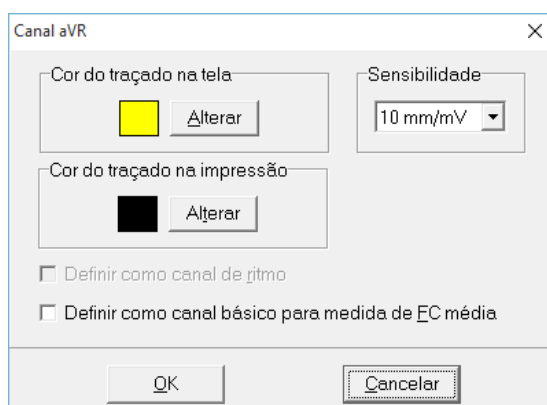 Canal aVR
Cor do traçado na tela
Alterar
Sensibilidade
10 mm/mV
Cor do traçado na impressão
Alterar
Definir como canal de ritmo
Definir como canal básico para medida de FC média
OK
Cancelar